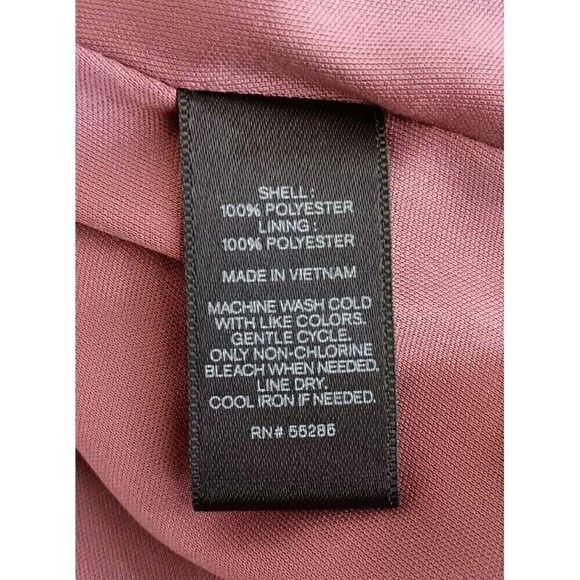 SHELL :
100% POLYESTER
LINING :
100% POLYESTER
MADE IN VIETNAM
MACHINE WASH COLD
WITH LIKE COLORS.
GENTLE CYCLE.
ONLY NON-CHLORINE
BLEACH WHEN NEEDED.
LINE DRY.
COOL IRON IF NEEDED.
RN# 55285